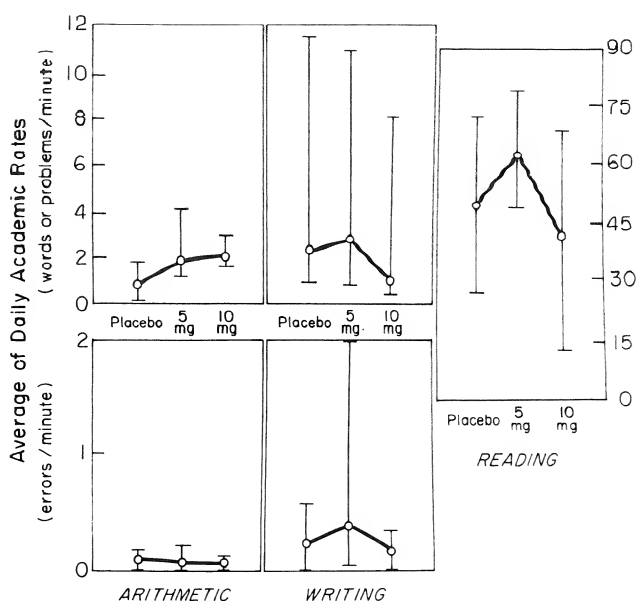 Average of Daily Academic Rates
(words or problems/minute)
12
10
8
6
4
2
0
Placebo 5 mg 10 mg
Placebo 5 mg. 10 mg
90
75
60
45
30
15
0
Placebo 5 mg 10 mg
READING
(errors/minute)
2
1
0
ARITHMETIC
WRITING